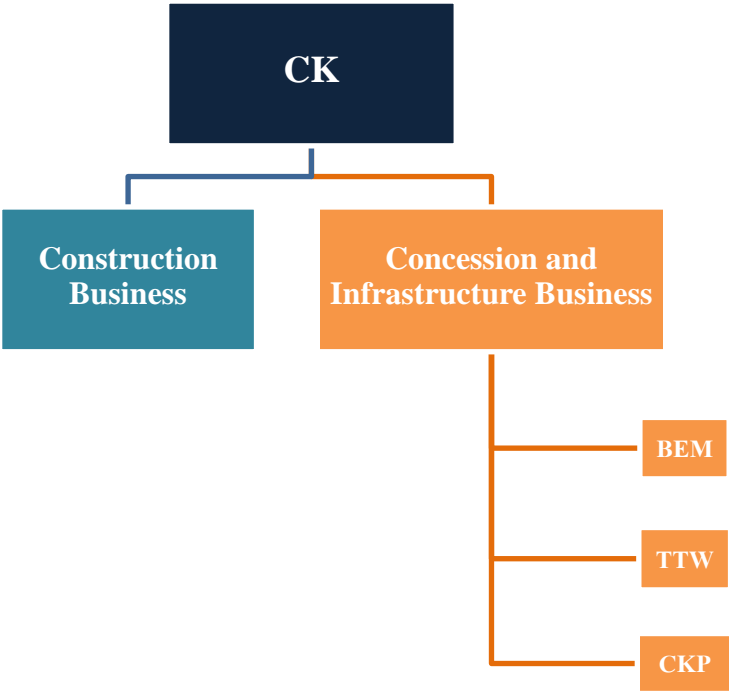 CK
Construction
Business
Concession and
Infrastructure Business
BEM
TTW
CKP